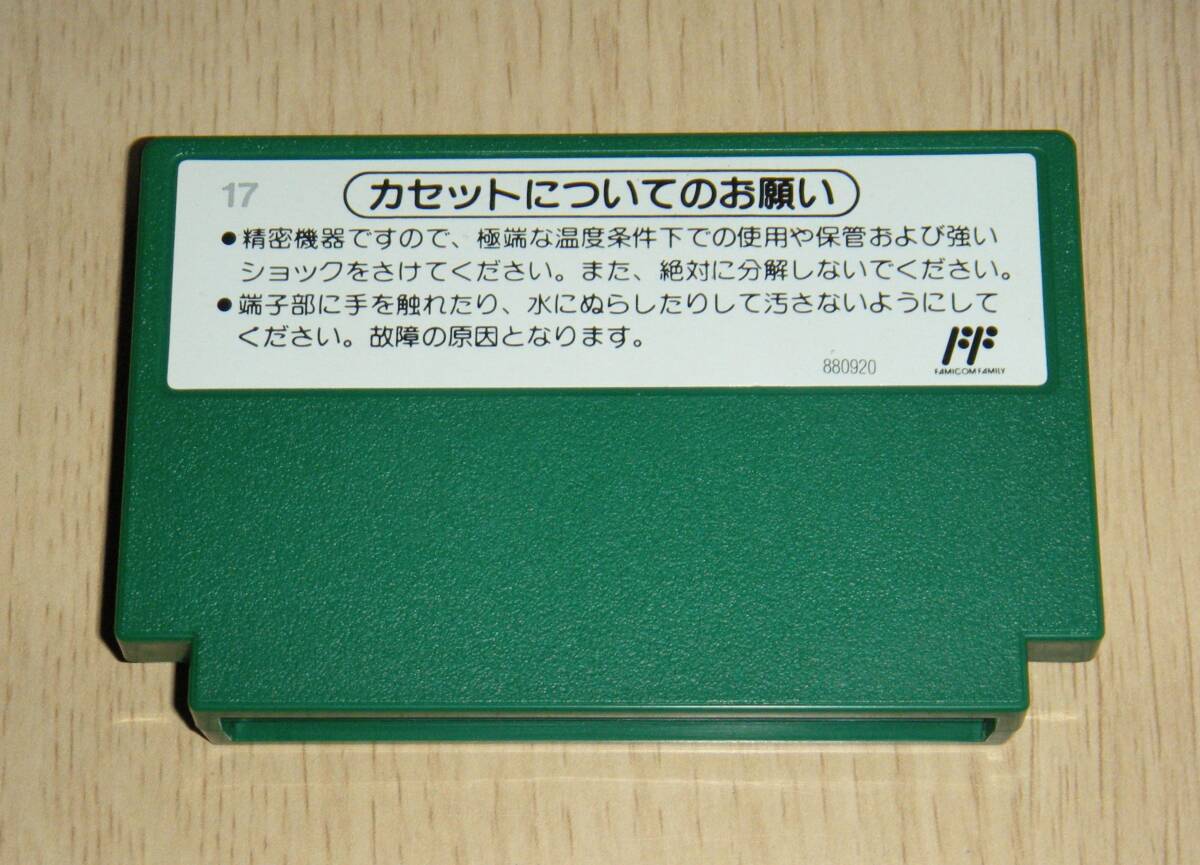 17
カセットについてのお願い
●精密機器ですので、極端な温度条件下での使用や保管および強い
ショックをさけてください。また、絶対に分解しないでください。
●端子部に手を触れたり、水にぬらしたりして汚さないようにして
ください。故障の原因となります。
880920
FF
FAMICOM FAMILY